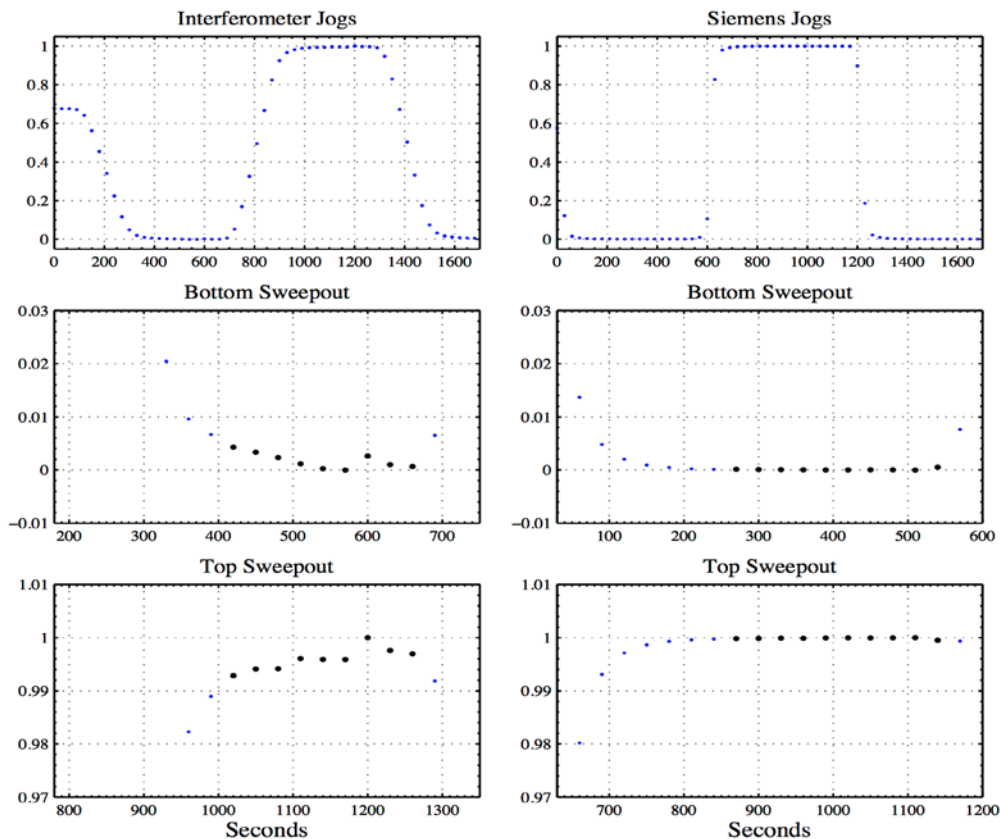 Interferometer Jogs
1
0.8
0.6
0.4
0.2
0
0 200 400 600 800 1000 1200 1400 1600
Siemens Jogs
1
0.8
0.6
0.4
0.2
0
0 200 400 600 800 1000 1200 1400 1600
Bottom Sweepout
0.03
0.02
0.01
0
−0.01
200 300 400 500 600 700
Bottom Sweepout
0.03
0.02
0.01
0
−0.01
100 200 300 400 500 600
Top Sweepout
1.01
1
0.99
0.98
0.97
800 900 1000 1100 1200 1300
Seconds
Top Sweepout
1.01
1
0.99
0.98
0.97
700 800 900 1000 1100 1200
Seconds